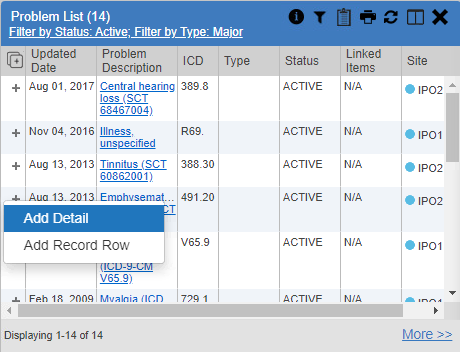 Problem List (14)
Filter by Status: Active; Filter by Type: Major
Updated Date Problem Description ICD Type Status Linked Items Site
Aug 01, 2017 Central hearing loss (SCT 68467004) 389.8 ACTIVE N/A IPO2
Nov 04, 2016 Illness, unspecified R69. ACTIVE N/A IPO1
Aug 13, 2013 Tinnitus (SCT 60862001) 388.30 ACTIVE N/A IPO2
Aug 13, 2013 Emphysemat... 491.20 ACTIVE N/A IPO2
Add Detail
Add Record Row
(ICD-9-CM V65.9) V65.9 ACTIVE N/A IPO1
Feb 18, 2009 Myalgia (ICD 729.1 ACTIVE N/A IPO1
Displaying 1-14 of 14
More >>